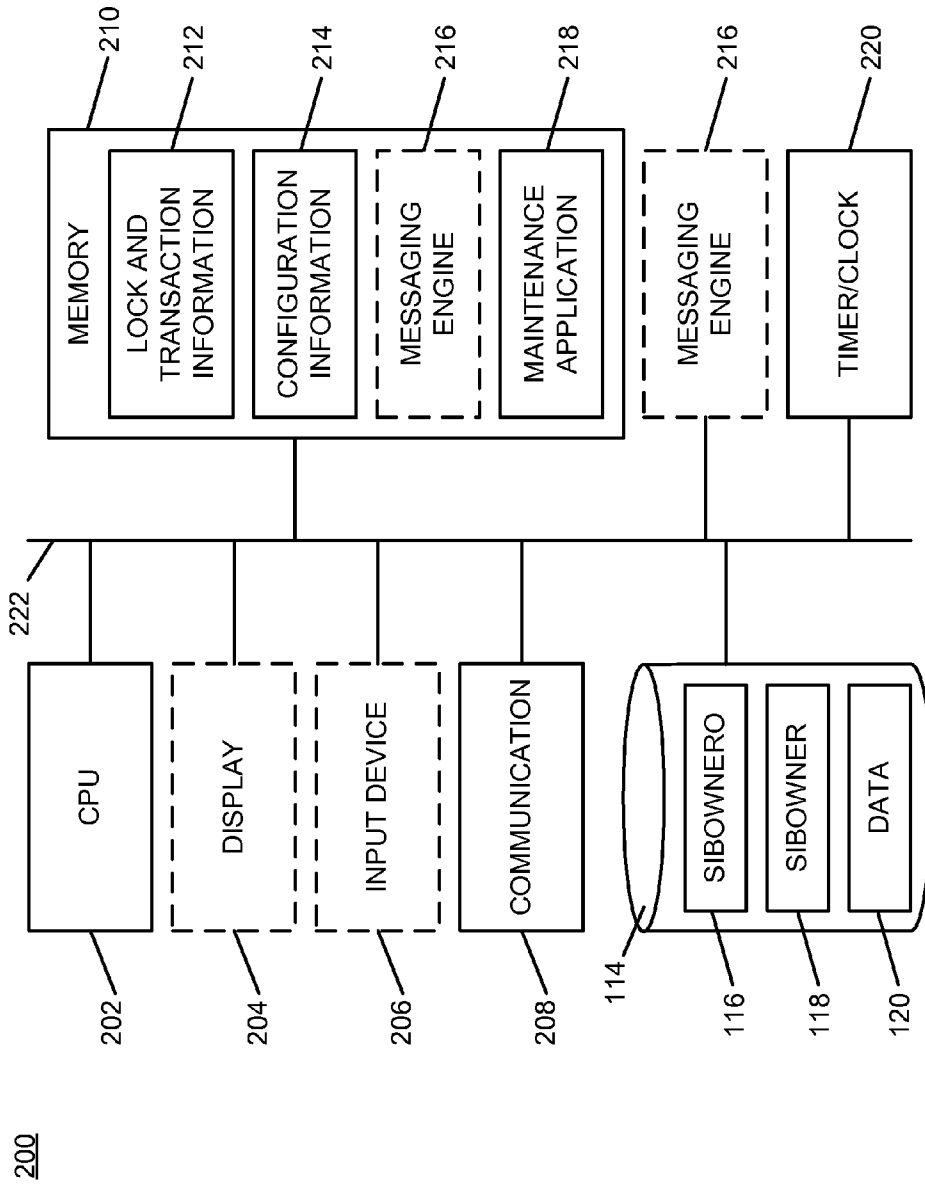 200
CPU
202
DISPLAY
204
INPUT DEVICE
206
COMMUNICATION
208
114
SIBOWNERO
116
SIBOWNER
118
DATA
120
222
MEMORY
210
LOCK AND
TRANSACTION
INFORMATION
212
CONFIGURATION
INFORMATION
214
MESSAGING
ENGINE
216
MAINTENANCE
APPLICATION
218
MESSAGING
ENGINE
216
TIMER/CLOCK
220